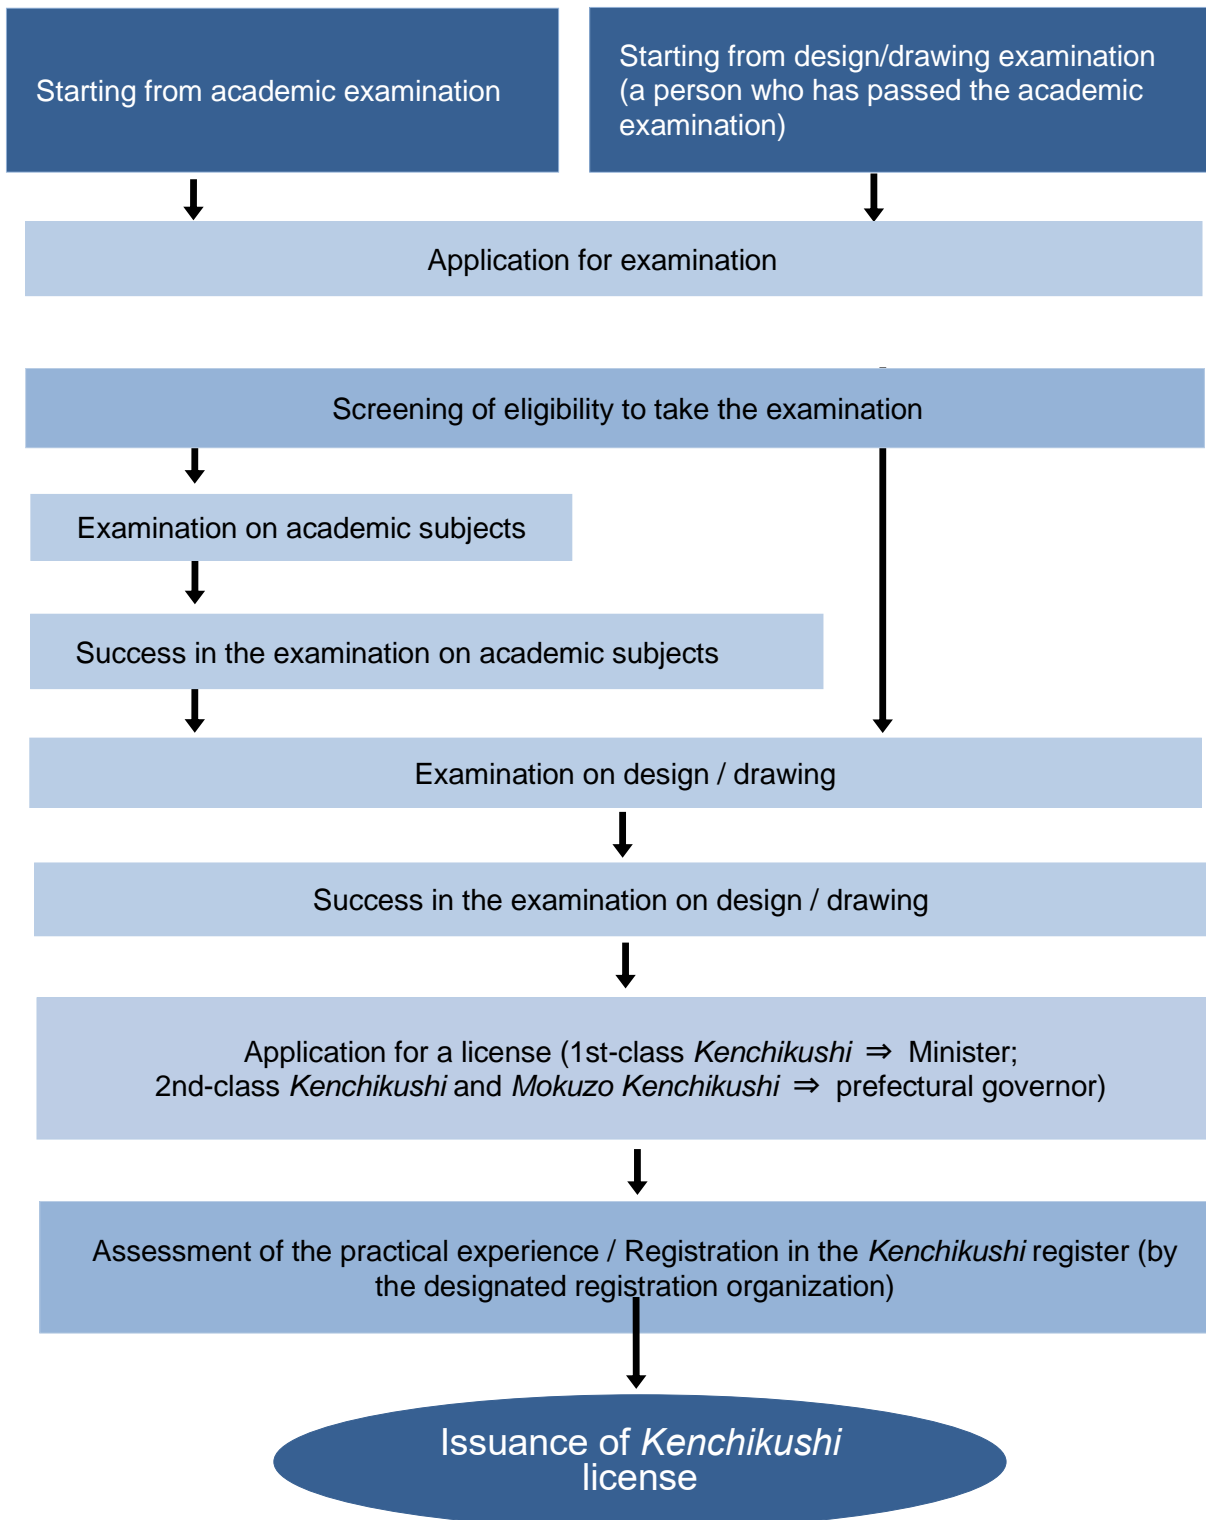 Starting from academic examination
Starting from design/drawing examination
(a person who has passed the academic
examination)
Application for examination
Screening of eligibility to take the examination
Examination on academic subjects
Success in the examination on academic subjects
Examination on design / drawing
Success in the examination on design / drawing
Application for a license (1st-class Kenchikushi ⇒ Minister;
2nd-class Kenchikushi and Mokuzo Kenchikushi ⇒ prefectural governor)
Assessment of the practical experience / Registration in the Kenchikushi register (by
the designated registration organization)
Issuance of Kenchikushi
license